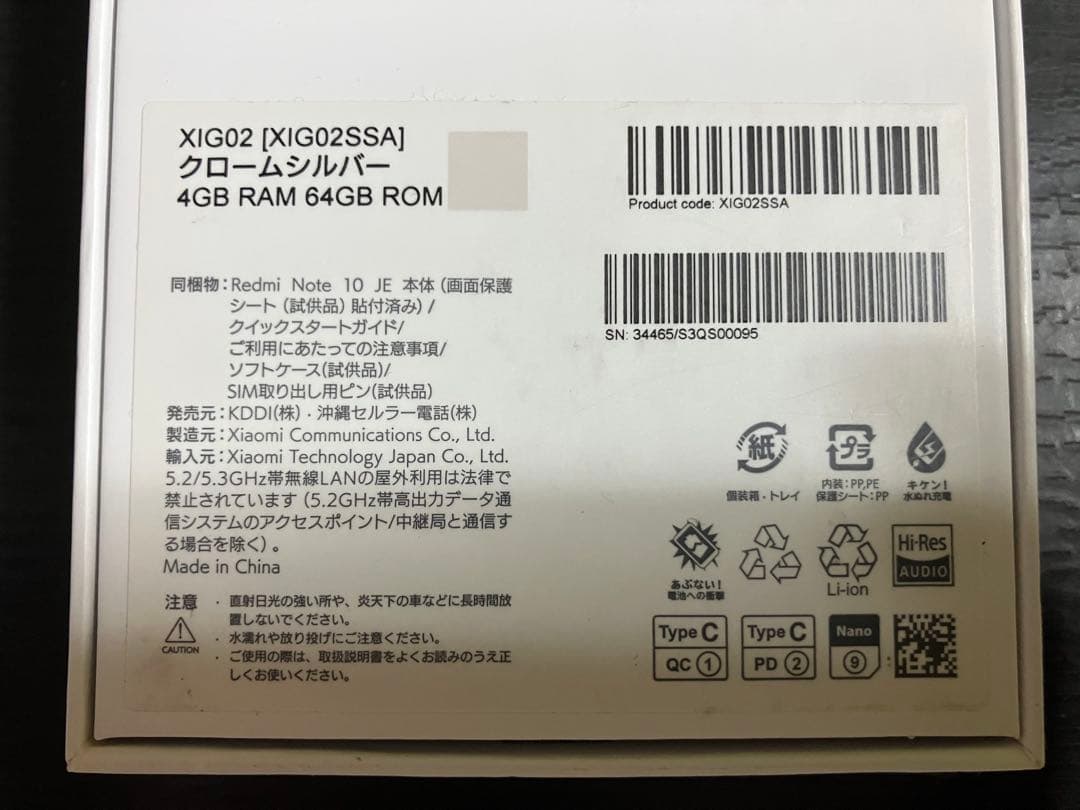 XIG02 [XIG02SSA]
クロームシルバー
4GB RAM 64GB ROM
Product code: XIG02SSA
SN: 34465/S3QS00095
同梱物：Redmi Note 10 JE 本体（画面保護
シート（試供品）貼付済み）/
クイックスタートガイド/
ご利用にあたっての注意事項/
ソフトケース(試供品)/
SIM取り出し用ピン(試供品)
発売元：KDDI(株)・沖縄セルラー電話(株)
製造元：Xiaomi Communications Co., Ltd.
輸入元：Xiaomi Technology Japan Co., Ltd.
5.2/5.3GHz帯無線LANの屋外利用は法律で
禁止されています（5.2GHz帯高出力データ通
信システムのアクセスポイント/中継局と通信す
る場合を除く）。
Made in China
注意
CAUTION
・直射日光の強い所や、炎天下の車などに長時間放
置しないでください。
・水濡れや放り投げにご注意ください。
・ご使用の際は、取扱説明書をよくお読みのうえ正
しくお使いください。
紙
個装箱・トレイ
プラ
内装：PP,PE
保護シート：PP
キケン！
水ぬれ充電
あぶない！
電池への衝撃
Li-ion
Hi-Res
AUDIO
Type C
QC 1
Type C
PD 2
Nano
9